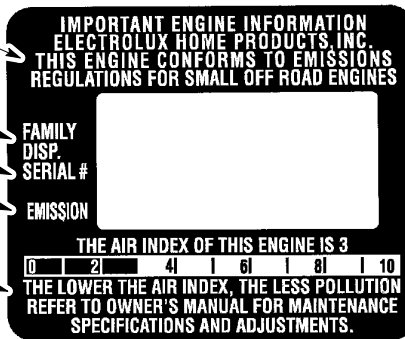 IMPORTANT ENGINE INFORMATION
ELECTROLUX HOME PRODUCTS, INC.
THIS ENGINE CONFORMS TO EMISSIONS
REGULATIONS FOR SMALL OFF ROAD ENGINES
FAMILY
DISP.
SERIAL #
EMISSION
THE AIR INDEX OF THIS ENGINE IS 3
0 2 4 6 8 10
THE LOWER THE AIR INDEX, THE LESS POLLUTION
REFER TO OWNER'S MANUAL FOR MAINTENANCE
SPECIFICATIONS AND ADJUSTMENTS.